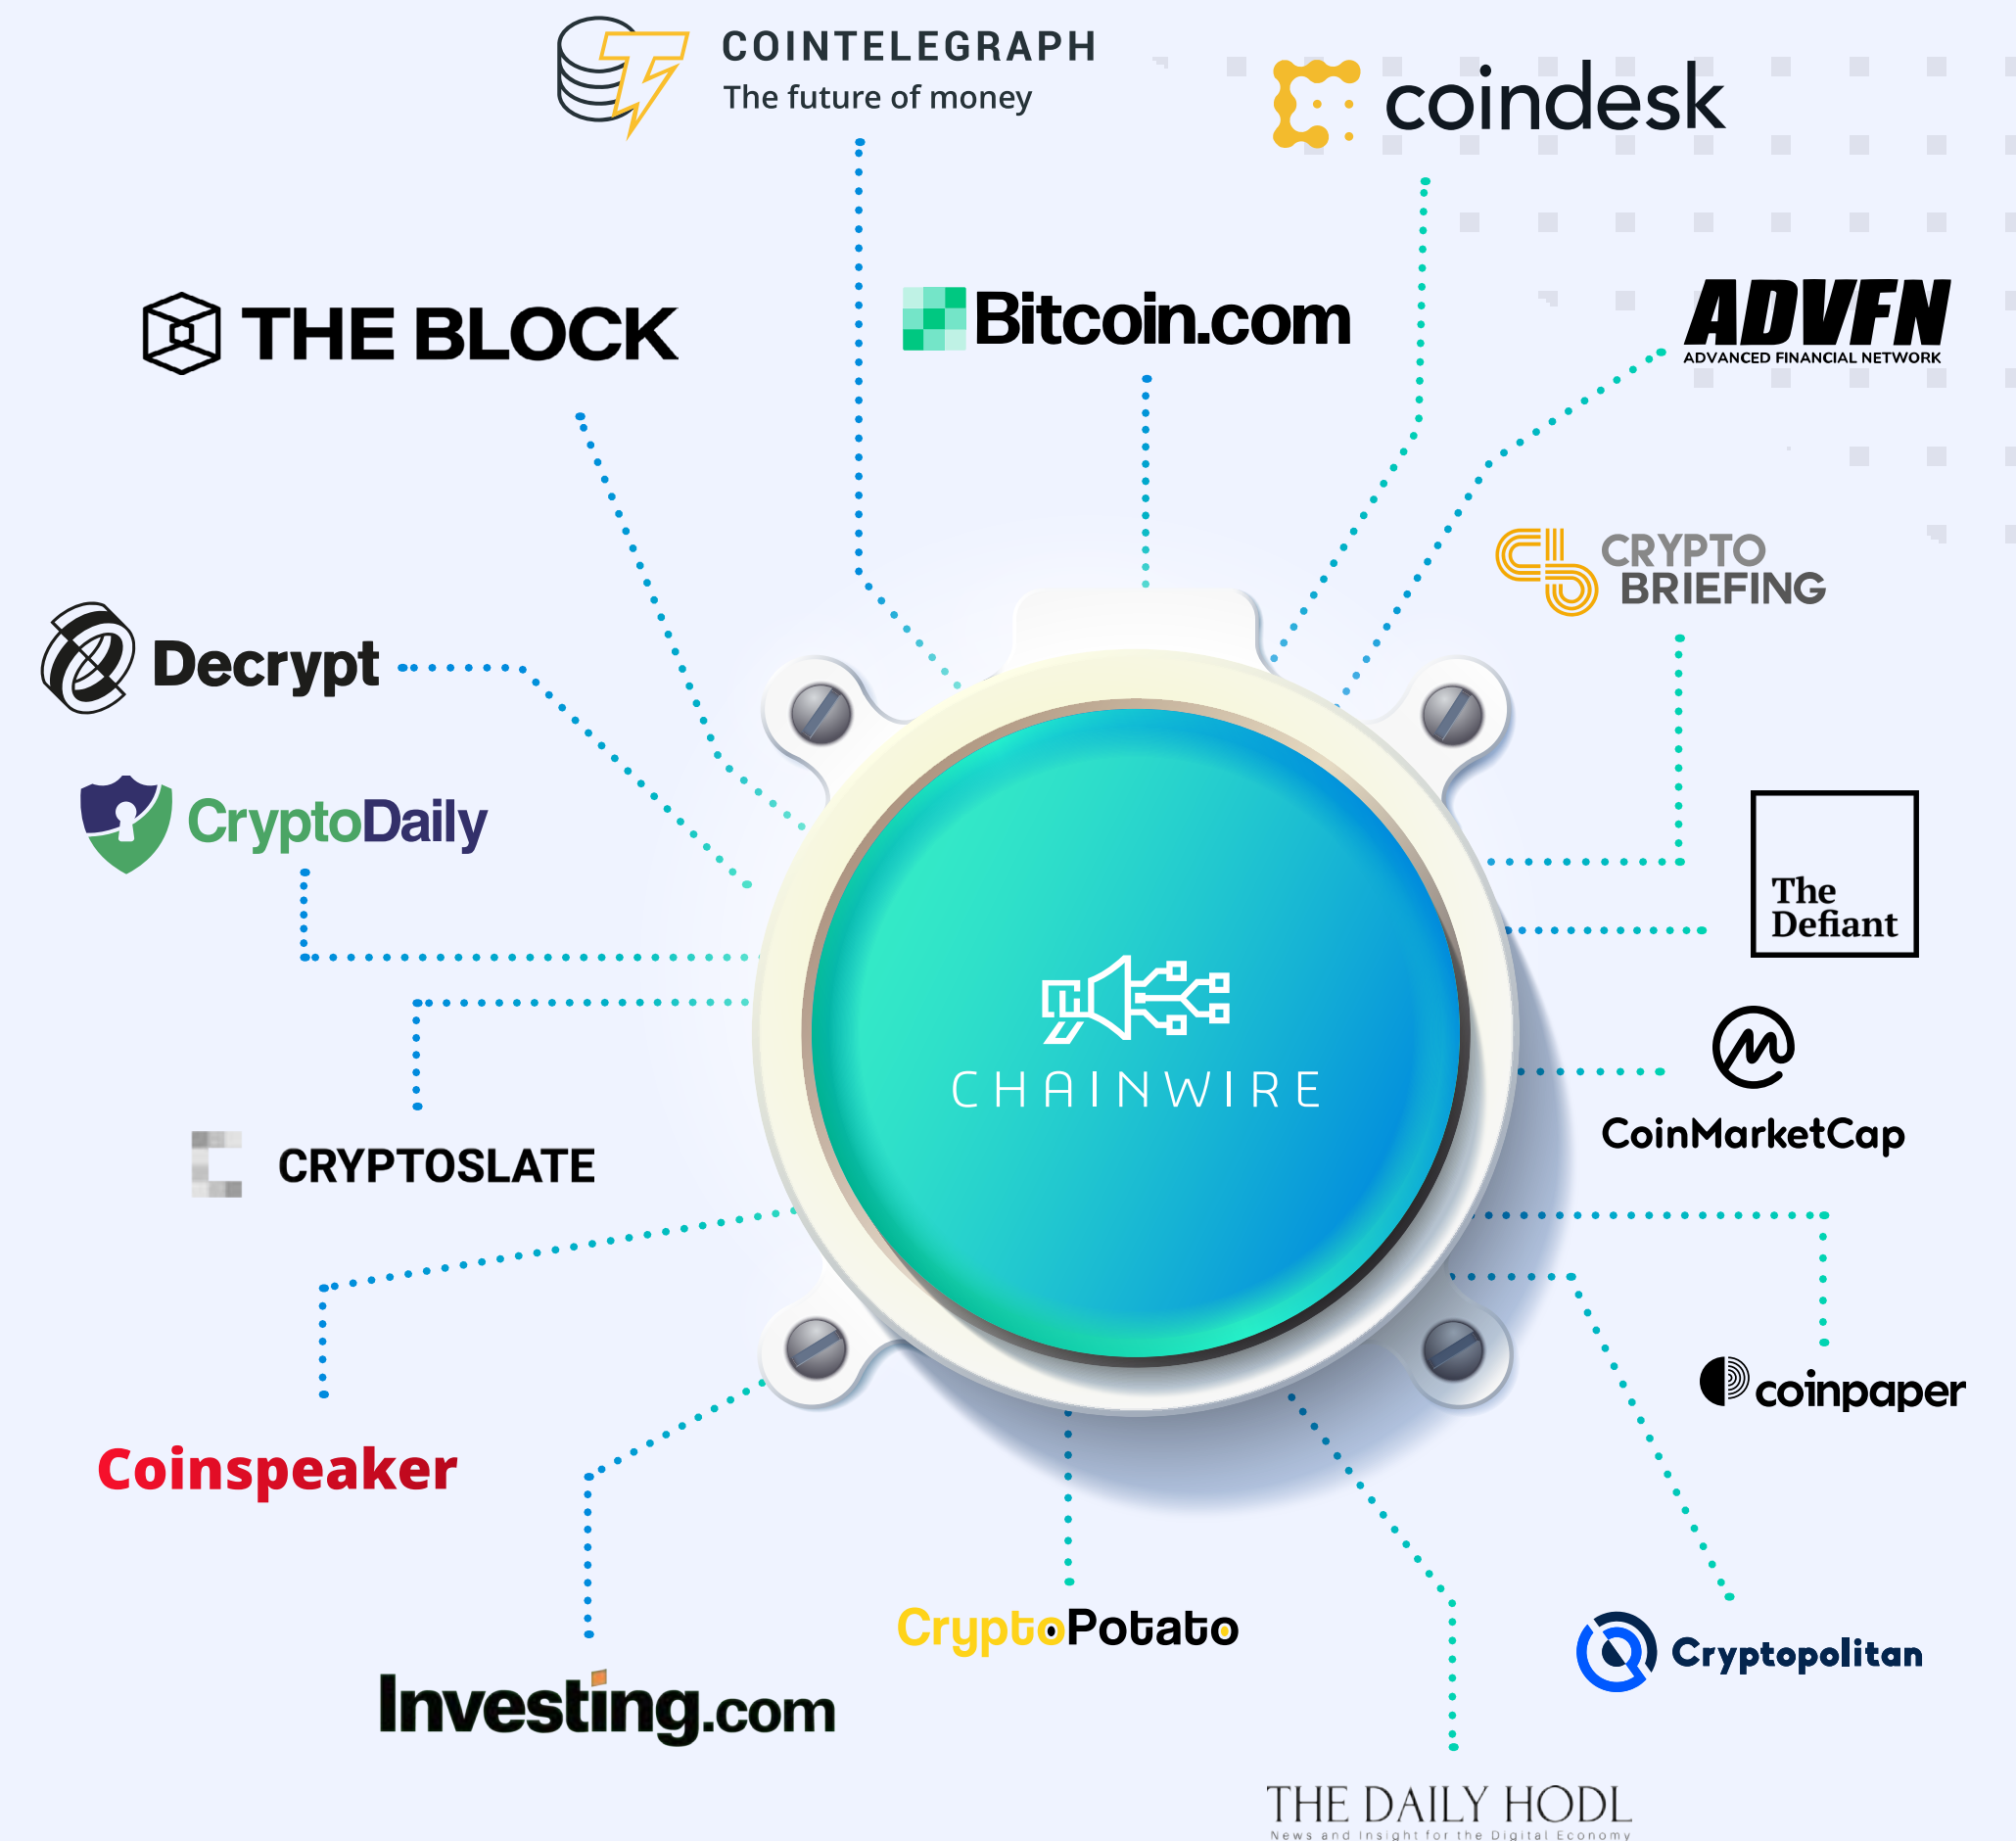 COINTELEGRAPH
The future of money
coindesk
THE BLOCK
Bitcoin.com
ADVFN
ADVANCED FINANCIAL NETWORK
CRYPTO
BRIEFING
Decrypt
CryptoDaily
The
Defiant
CHAINWIRE
CoinMarketCap
CRYPTOSLATE
coinpaper
Coinspeaker
CryptoPotato
Cryptopolitan
Investing.com
THE DAILY HODL
News and Insight for the Digital Economy